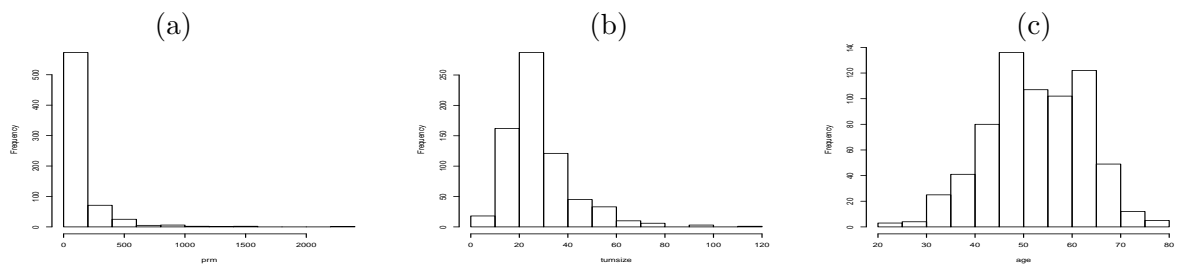 (a)
Frequency
0 100 200 300 400 500
0 500 1000 1500 2000
prm
(b)
Frequency
0 50 100 150 200 250
0 20 40 60 80 100 120
tumsize
(c)
Frequency
0 20 40 60 80 100 120 140
20 30 40 50 60 70 80
age